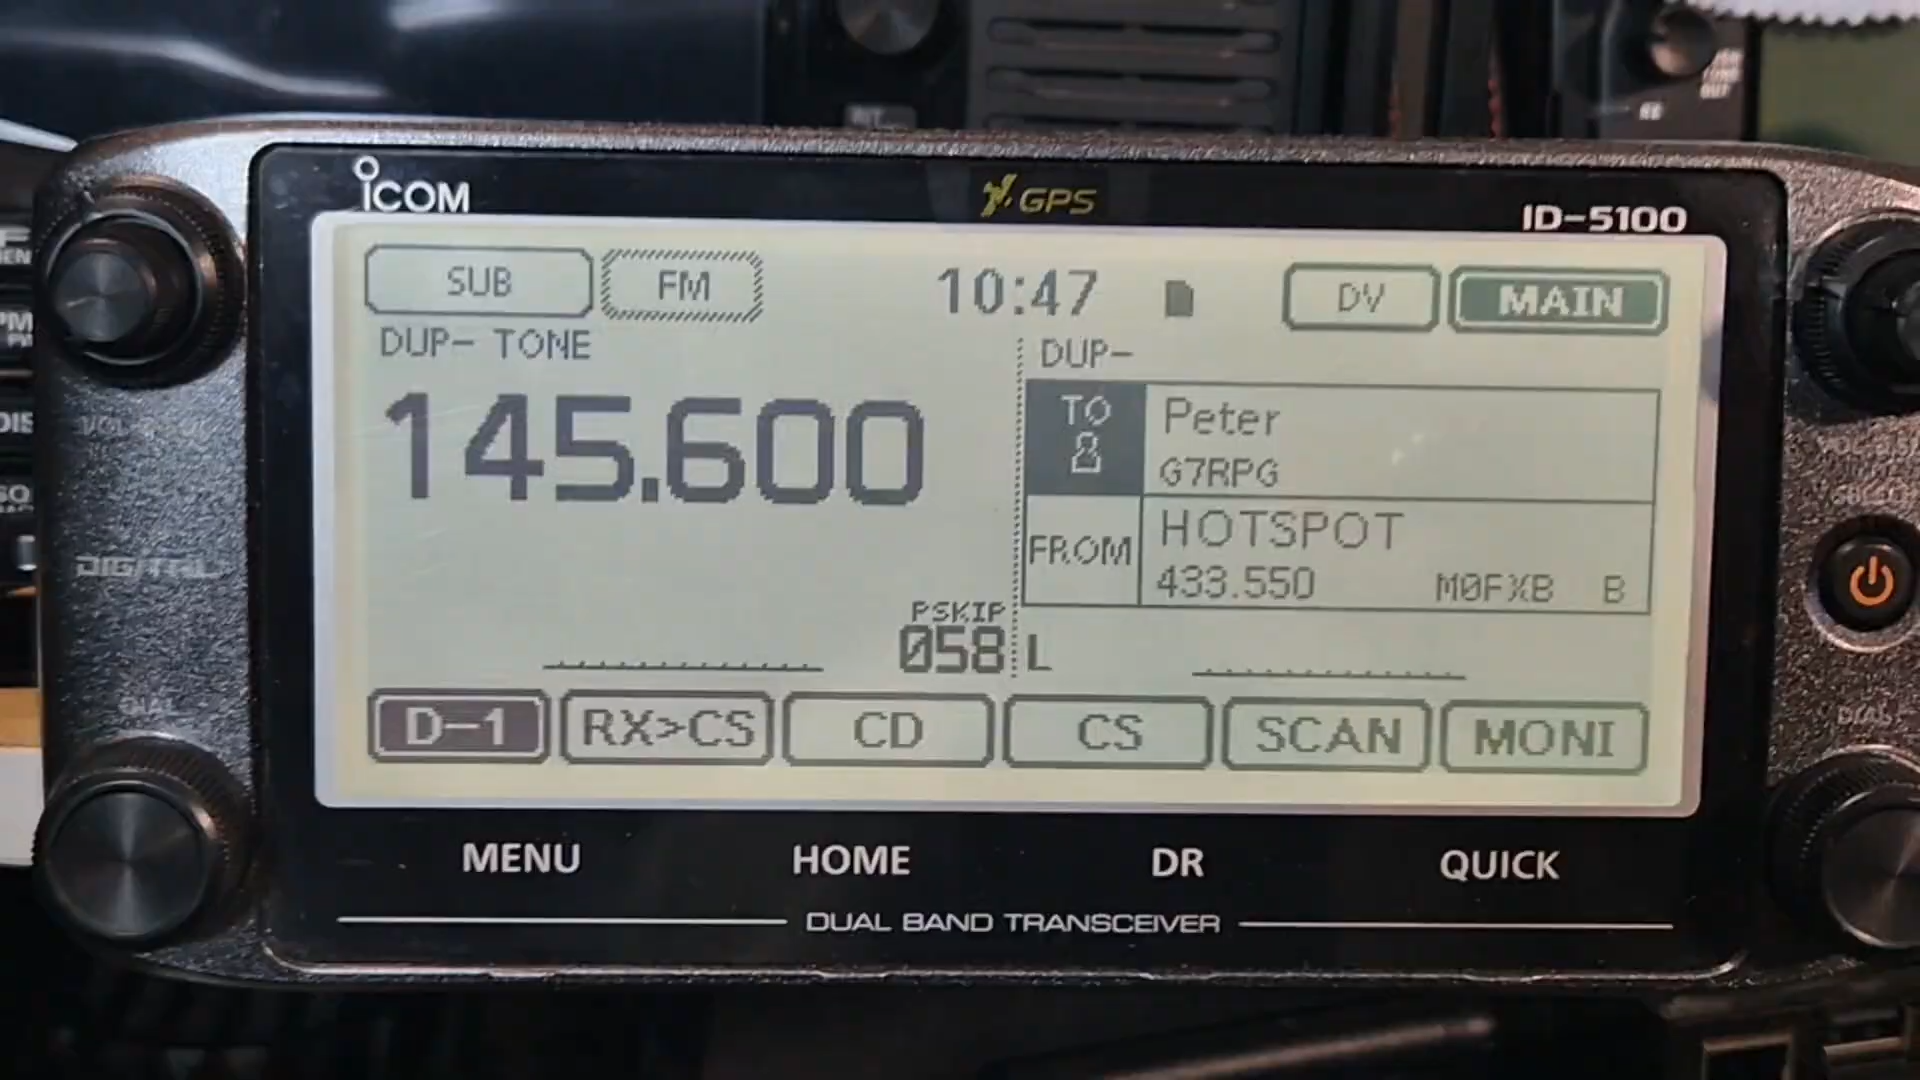 ICOM
GPS
ID-5100
SUB FM 10:47 DV MAIN
DUP- TONE
145.600
PSKIP
058
DUP-
TO Peter
G7RPG
FROM HOTSPOT
433.550 M0FXB B
L
D-1 RX>CS CD CS SCAN MONI
MENU HOME DR QUICK
DUAL BAND TRANSCEIVER
DIGITAL
OUT